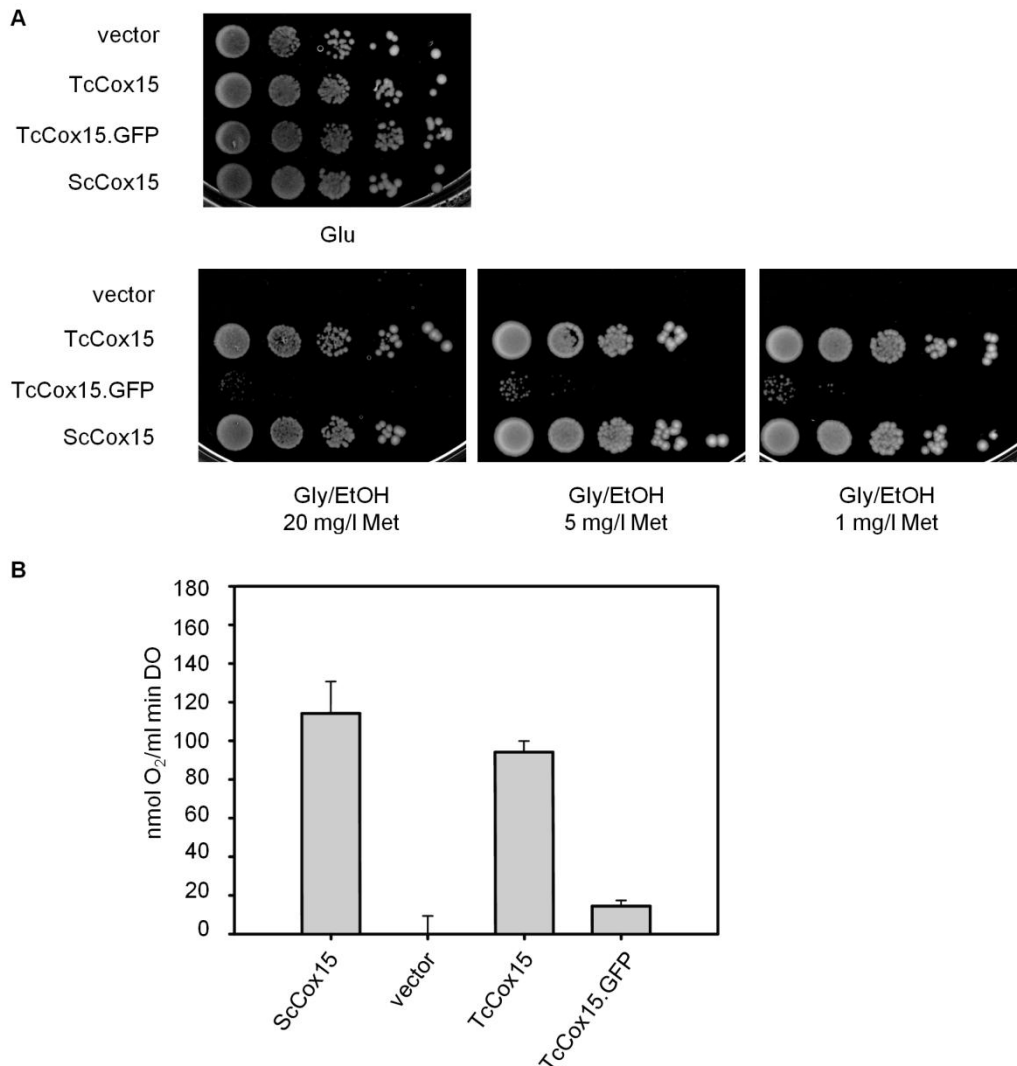 A
vector
TcCox15
TcCox15.GFP
ScCox15
Glu
vector
TcCox15
TcCox15.GFP
ScCox15
Gly/EtOH
20 mg/l Met
Gly/EtOH
5 mg/l Met
Gly/EtOH
1 mg/l Met
B
nmol O₂/ml min DO
180
160
140
120
100
80
60
40
20
0
ScCox15
vector
TcCox15
TcCox15.GFP